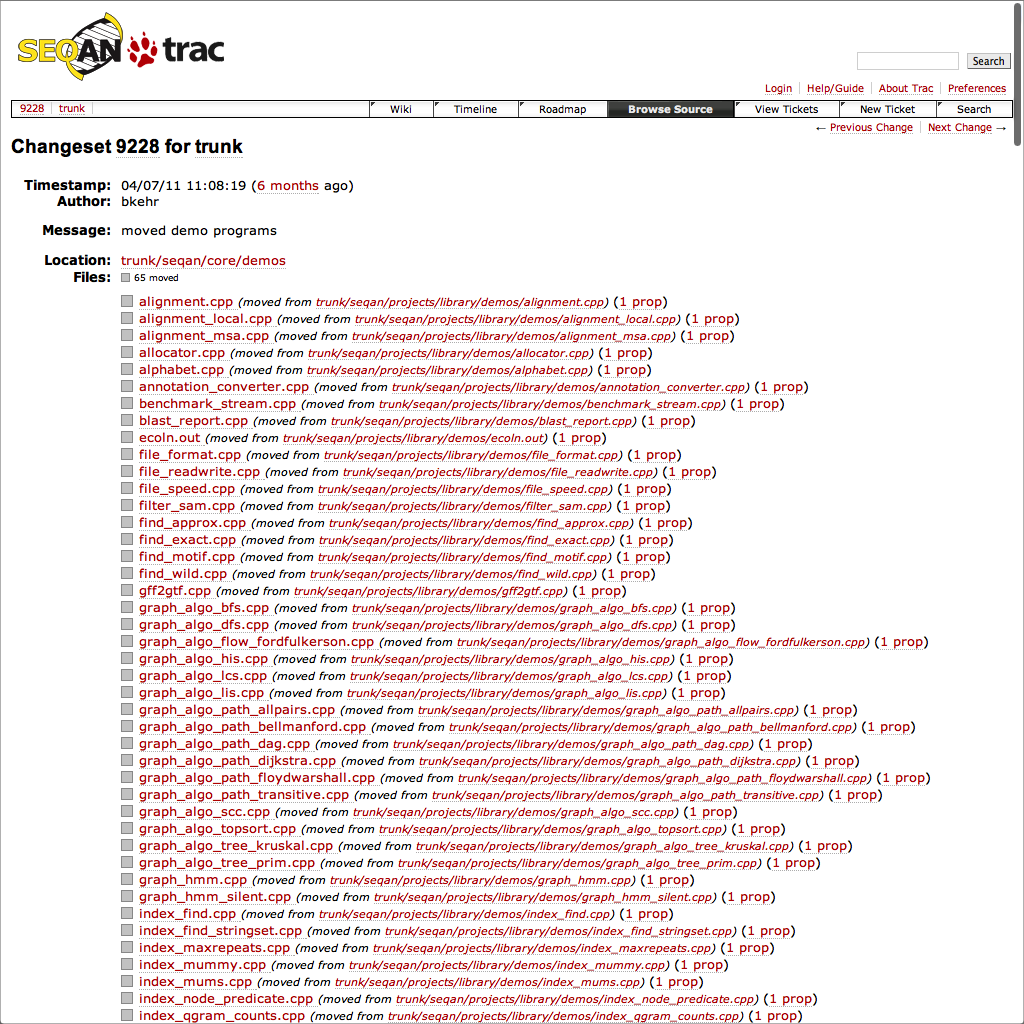 SEQAN trac
Search
Login Help/Guide About Trac Preferences
9228 trunk Wiki Timeline Roadmap Browse Source View Tickets New Ticket Search
← Previous Change Next Change →
Changeset 9228 for trunk
Timestamp: 04/07/11 11:08:19 (6 months ago)
Author: bkehr
Message: moved demo programs
Location: trunk/seqan/core/demos
Files: 65 moved
alignment.cpp (moved from trunk/seqan/projects/library/demos/alignment.cpp) (1 prop)
alignment_local.cpp (moved from trunk/seqan/projects/library/demos/alignment_local.cpp) (1 prop)
alignment_msa.cpp (moved from trunk/seqan/projects/library/demos/alignment_msa.cpp) (1 prop)
allocator.cpp (moved from trunk/seqan/projects/library/demos/allocator.cpp) (1 prop)
alphabet.cpp (moved from trunk/seqan/projects/library/demos/alphabet.cpp) (1 prop)
annotation_converter.cpp (moved from trunk/seqan/projects/library/demos/annotation_converter.cpp) (1 prop)
benchmark_stream.cpp (moved from trunk/seqan/projects/library/demos/benchmark_stream.cpp) (1 prop)
blast_report.cpp (moved from trunk/seqan/projects/library/demos/blast_report.cpp) (1 prop)
ecoln.out (moved from trunk/seqan/projects/library/demos/ecoln.out) (1 prop)
file_format.cpp (moved from trunk/seqan/projects/library/demos/file_format.cpp) (1 prop)
file_readwrite.cpp (moved from trunk/seqan/projects/library/demos/file_readwrite.cpp) (1 prop)
file_speed.cpp (moved from trunk/seqan/projects/library/demos/file_speed.cpp) (1 prop)
filter_sam.cpp (moved from trunk/seqan/projects/library/demos/filter_sam.cpp) (1 prop)
find_approx.cpp (moved from trunk/seqan/projects/library/demos/find_approx.cpp) (1 prop)
find_exact.cpp (moved from trunk/seqan/projects/library/demos/find_exact.cpp) (1 prop)
find_motif.cpp (moved from trunk/seqan/projects/library/demos/find_motif.cpp) (1 prop)
find_wild.cpp (moved from trunk/seqan/projects/library/demos/find_wild.cpp) (1 prop)
gff2gtf.cpp (moved from trunk/seqan/projects/library/demos/gff2gtf.cpp) (1 prop)
graph_algo_bfs.cpp (moved from trunk/seqan/projects/library/demos/graph_algo_bfs.cpp) (1 prop)
graph_algo_dfs.cpp (moved from trunk/seqan/projects/library/demos/graph_algo_dfs.cpp) (1 prop)
graph_algo_flow_fordfulkerson.cpp (moved from trunk/seqan/projects/library/demos/graph_algo_flow_fordfulkerson.cpp) (1 prop)
graph_algo_his.cpp (moved from trunk/seqan/projects/library/demos/graph_algo_his.cpp) (1 prop)
graph_algo_lcs.cpp (moved from trunk/seqan/projects/library/demos/graph_algo_lcs.cpp) (1 prop)
graph_algo_lis.cpp (moved from trunk/seqan/projects/library/demos/graph_algo_lis.cpp) (1 prop)
graph_algo_path_allpairs.cpp (moved from trunk/seqan/projects/library/demos/graph_algo_path_allpairs.cpp) (1 prop)
graph_algo_path_bellmanford.cpp (moved from trunk/seqan/projects/library/demos/graph_algo_path_bellmanford.cpp) (1 prop)
graph_algo_path_dag.cpp (moved from trunk/seqan/projects/library/demos/graph_algo_path_dag.cpp) (1 prop)
graph_algo_path_dijkstra.cpp (moved from trunk/seqan/projects/library/demos/graph_algo_path_dijkstra.cpp) (1 prop)
graph_algo_path_floydwarshall.cpp (moved from trunk/seqan/projects/library/demos/graph_algo_path_floydwarshall.cpp) (1 prop)
graph_algo_path_transitive.cpp (moved from trunk/seqan/projects/library/demos/graph_algo_path_transitive.cpp) (1 prop)
graph_algo_scc.cpp (moved from trunk/seqan/projects/library/demos/graph_algo_scc.cpp) (1 prop)
graph_algo_topsort.cpp (moved from trunk/seqan/projects/library/demos/graph_algo_topsort.cpp) (1 prop)
graph_algo_tree_kruskal.cpp (moved from trunk/seqan/projects/library/demos/graph_algo_tree_kruskal.cpp) (1 prop)
graph_algo_tree_prim.cpp (moved from trunk/seqan/projects/library/demos/graph_algo_tree_prim.cpp) (1 prop)
graph_hmm.cpp (moved from trunk/seqan/projects/library/demos/graph_hmm.cpp) (1 prop)
graph_hmm_silent.cpp (moved from trunk/seqan/projects/library/demos/graph_hmm_silent.cpp) (1 prop)
index_find.cpp (moved from trunk/seqan/projects/library/demos/index_find.cpp) (1 prop)
index_find_stringset.cpp (moved from trunk/seqan/projects/library/demos/index_find_stringset.cpp) (1 prop)
index_maxrepeats.cpp (moved from trunk/seqan/projects/library/demos/index_maxrepeats.cpp) (1 prop)
index_mummy.cpp (moved from trunk/seqan/projects/library/demos/index_mummy.cpp) (1 prop)
index_mums.cpp (moved from trunk/seqan/projects/library/demos/index_mums.cpp) (1 prop)
index_node_predicate.cpp (moved from trunk/seqan/projects/library/demos/index_node_predicate.cpp) (1 prop)
index_qgram_counts.cpp (moved from trunk/seqan/projects/library/demos/index_qgram_counts.cpp) (1 prop)